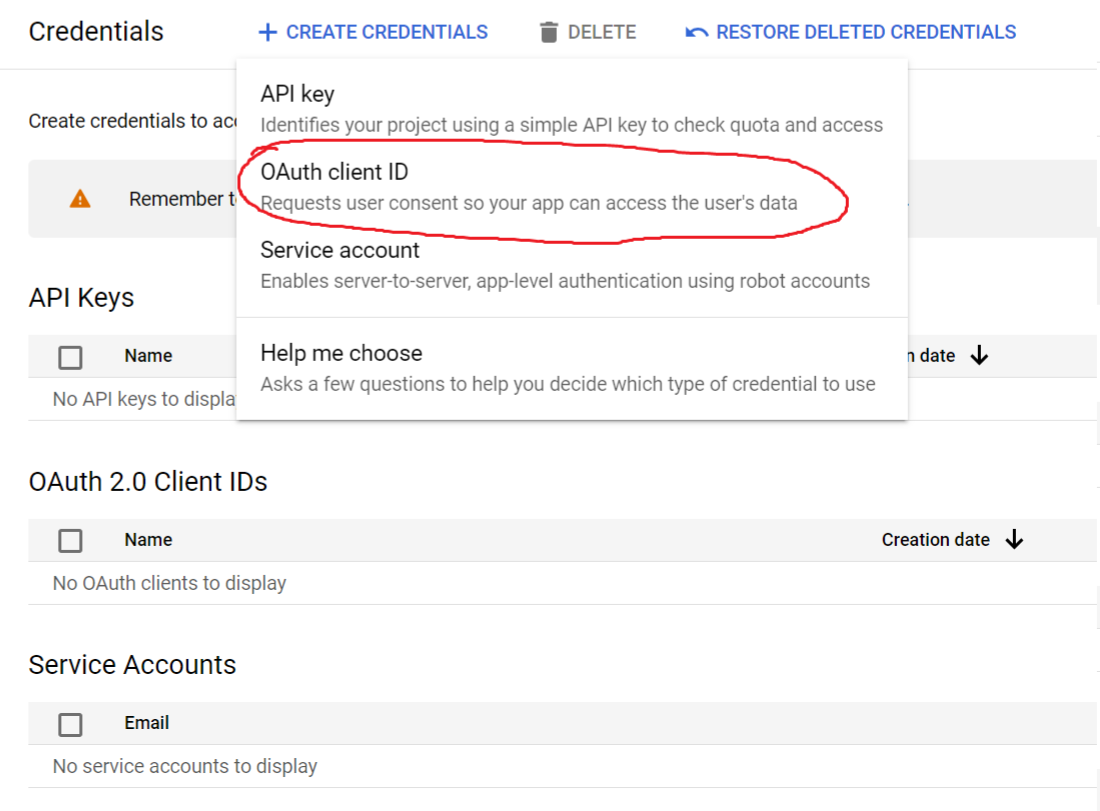 Credentials
CREATE CREDENTIALS
DELETE
RESTORE DELETED CREDENTIALS
API key
Identifies your project using a simple API key to check quota and access
OAuth client ID
Requests user consent so your app can access the user's data
Service account
Enables server-to-server, app-level authentication using robot accounts
Help me choose
Asks a few questions to help you decide which type of credential to use
Create credentials to
Remember
API Keys
Name
date
No API keys to
OAuth 2.0 Client IDs
Name
Creation date
No OAuth clients to display
Service Accounts
Email
No service accounts to display